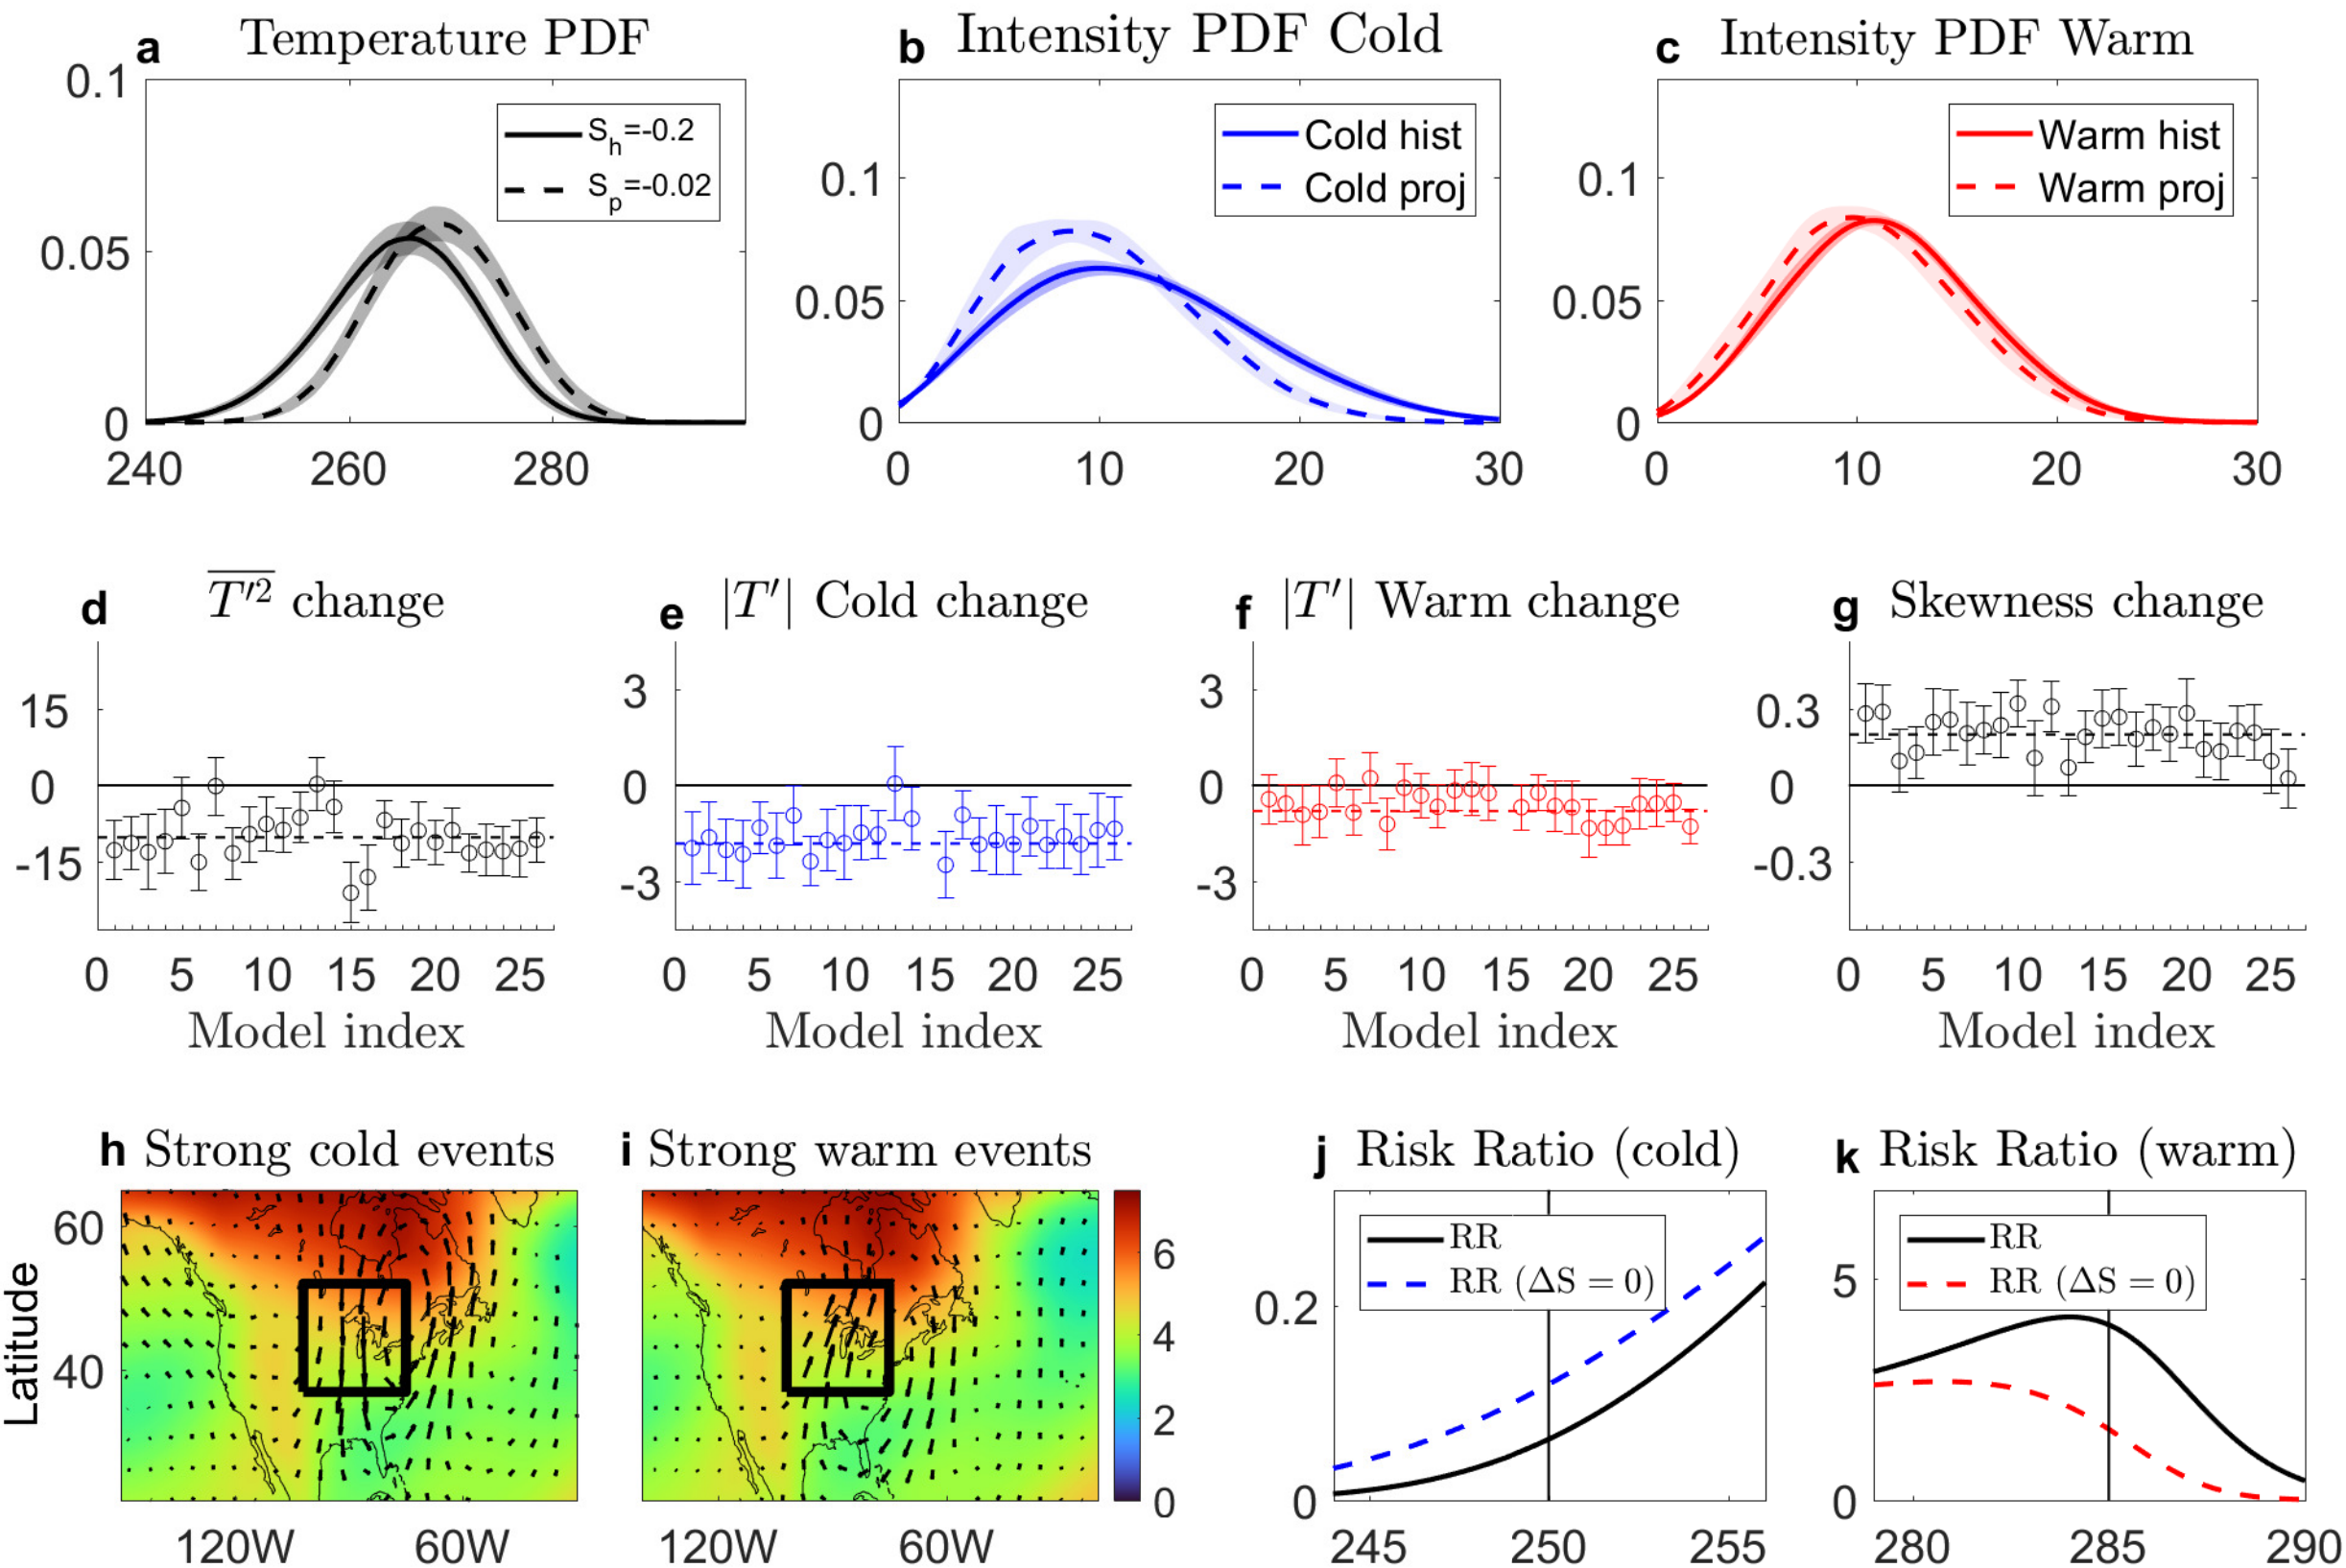 a Temperature PDF
0.1
0.05
0
240 260 280
S_h=-0.2
S_p=-0.02
b Intensity PDF Cold
0.1
0.05
0
0 10 20 30
Cold hist
Cold proj
c Intensity PDF Warm
0.1
0.05
0
0 10 20 30
Warm hist
Warm proj
d \overline{T'^2} change
15
0
-15
0 5 10 15 20 25
Model index
e |T'| Cold change
3
0
-3
0 5 10 15 20 25
Model index
f |T'| Warm change
3
0
-3
0 5 10 15 20 25
Model index
g Skewness change
0.3
0
-0.3
0 5 10 15 20 25
Model index
h Strong cold events
Latitude
60
40
120W 60W
i Strong warm events
120W 60W
6
4
2
0
j Risk Ratio (cold)
RR
RR (ΔS = 0)
0.2
0
245 250 255
k Risk Ratio (warm)
RR
RR (ΔS = 0)
5
0
280 285 290